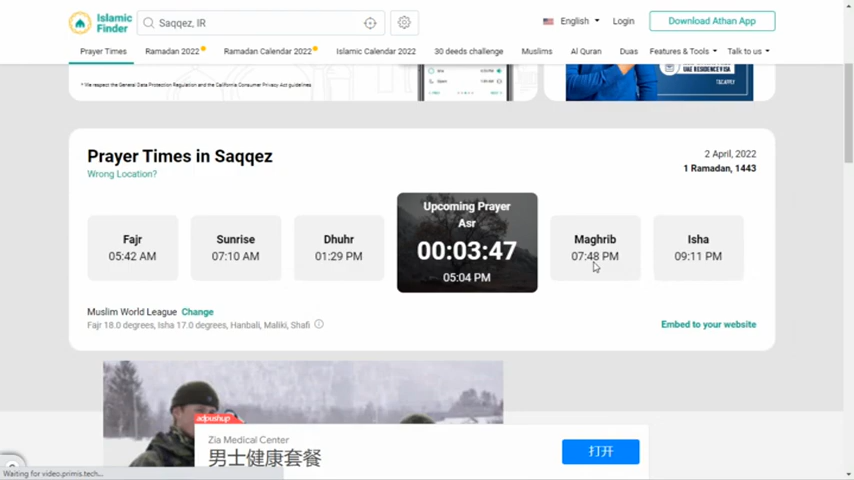 Islamic
Finder
Saqqez, IR
English
Login
Download Athan App
Prayer Times
Ramadan 2022
Ramadan Calendar 2022
Islamic Calendar 2022
30 deeds challenge
Muslims
Al Quran
Duas
Features & Tools
Talk to us
* We respect the General Data Protection Regulation and the California Consumer Privacy Act guidelines.
UAE RESIDENCE VISA
Prayer Times in Saqqez
Wrong Location?
2 April, 2022
1 Ramadan, 1443
Fajr
05:42 AM
Sunrise
07:10 AM
Dhuhr
01:29 PM
Upcoming Prayer
Asr
00:03:47
05:04 PM
Maghrib
07:48 PM
Isha
09:11 PM
Muslim World League Change
Fajr 18.0 degrees, Isha 17.0 degrees, Hanbali, Maliki, Shafi
Embed to your website
adpushup
Zia Medical Center
男士健康套餐
打开
Waiting for video.primis.tech...